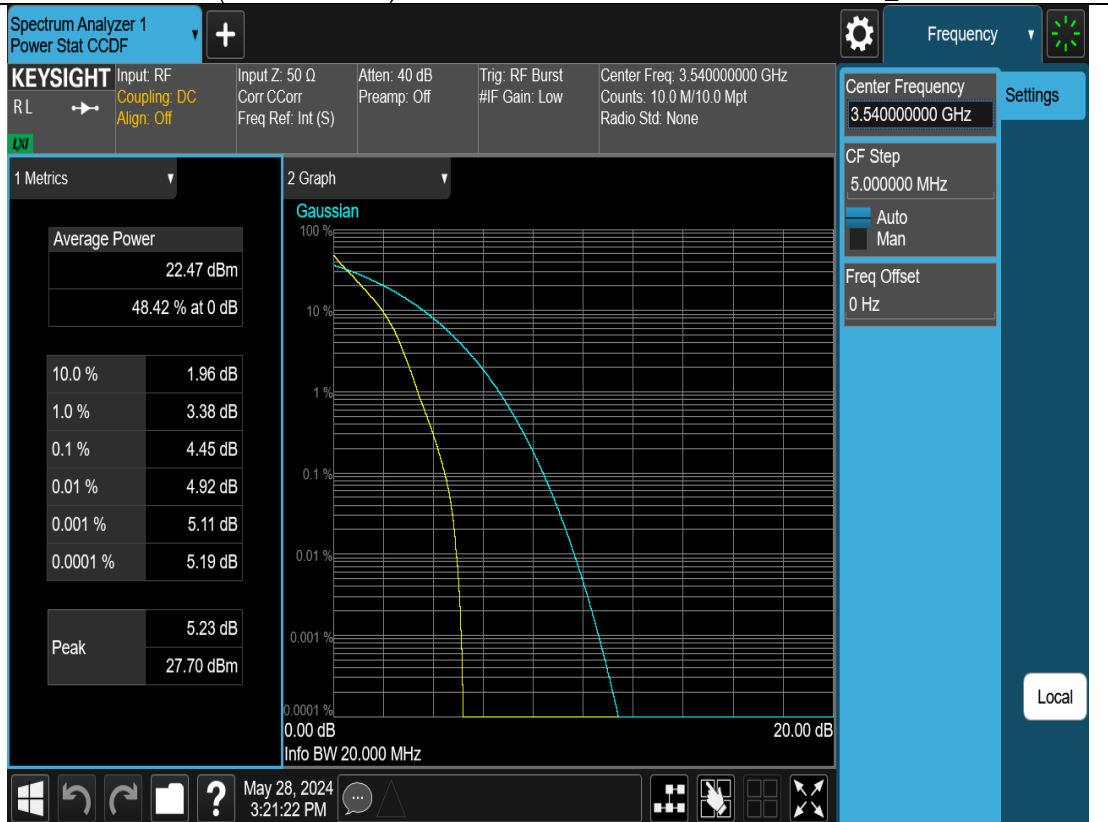 Spectrum Analyzer 1
Power Stat CCDF
+
Frequency
KEYSIGHT
RL
LXI
Input: RF
Coupling: DC
Align: Off
Input Z: 50 Ω
Corr CCorr
Freq Ref: Int (S)
Atten: 40 dB
Preamp: Off
Trig: RF Burst
#IF Gain: Low
Center Freq: 3.540000000 GHz
Counts: 10.0 M/10.0 Mpt
Radio Std: None
Center Frequency
3.540000000 GHz
Settings
CF Step
5.000000 MHz
Auto
Man
Freq Offset
0 Hz
Local
1 Metrics
Average Power
22.47 dBm
48.42 % at 0 dB
10.0 % 1.96 dB
1.0 % 3.38 dB
0.1 % 4.45 dB
0.01 % 4.92 dB
0.001 % 5.11 dB
0.0001 % 5.19 dB
Peak
5.23 dB
27.70 dBm
2 Graph
Gaussian
100 %
10 %
1 %
0.1 %
0.01 %
0.001 %
0.0001 %
0.00 dB 20.00 dB
Info BW 20.000 MHz
?
May 28, 2024
3:21:22 PM